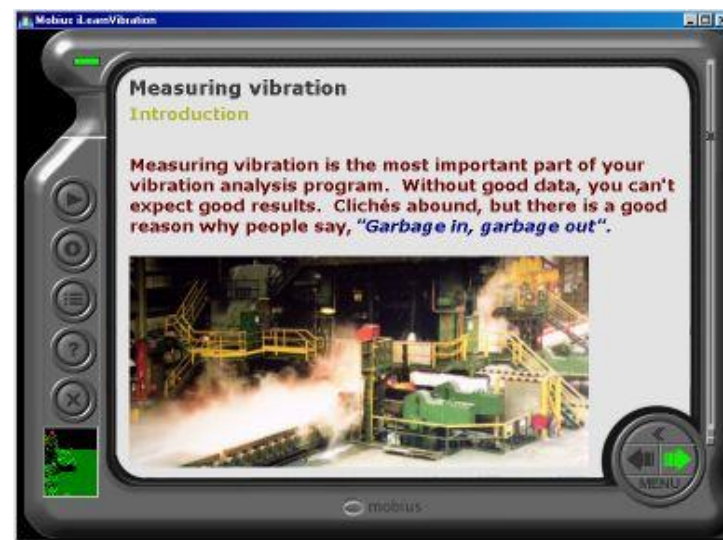 Mobius iLearnVibration
Measuring vibration
Introduction
Measuring vibration is the most important part of your
vibration analysis program.  Without good data, you can't
expect good results.  Clichés abound, but there is a good
reason why people say, "Garbage in, garbage out".
MENU
mobius